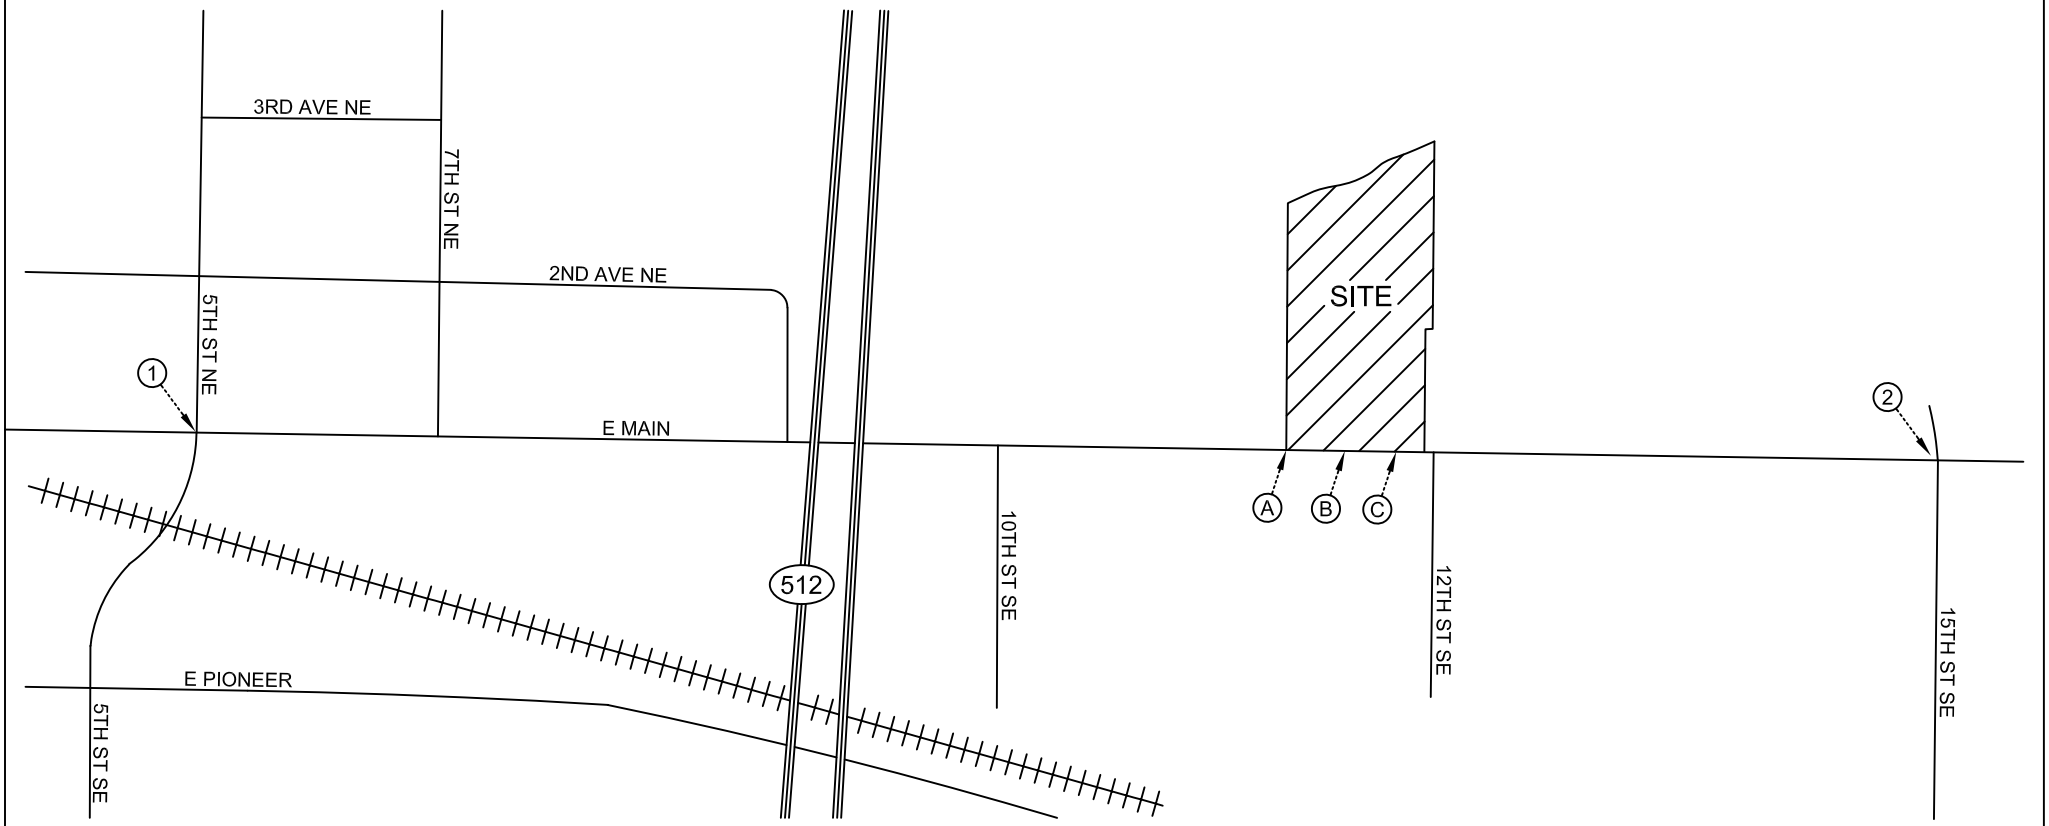 3RD AVE NE
7TH ST NE
2ND AVE NE
SITE
5TH ST NE
1
2
E MAIN
A
B
C
10TH ST SE
512
12TH ST SE
15TH ST SE
E PIONEER
5TH ST SE